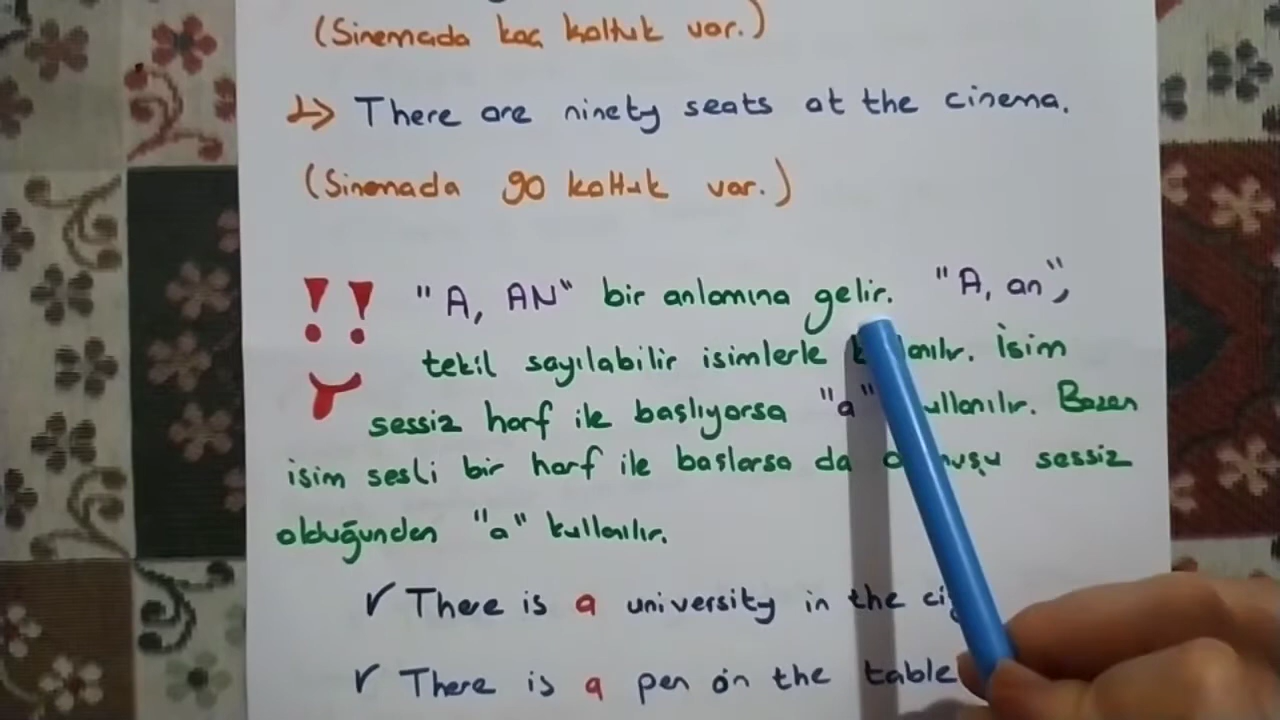 (Sinemada kaç koltuk var.)
↳> There are ninety seats at the cinema.
(Sinemada 90 koltuk var.)
!! "A, AN" bir anlamına gelir. "A, an",
tekil sayılabilir isimlerle İsim
sessiz harf ile başlıyorsa "a" Bazen
isim sesli bir harf ile başlarsa da sessiz
olduğundan "a" kullanılır.
✓ There is a university in the
✓ There is a pen on the table